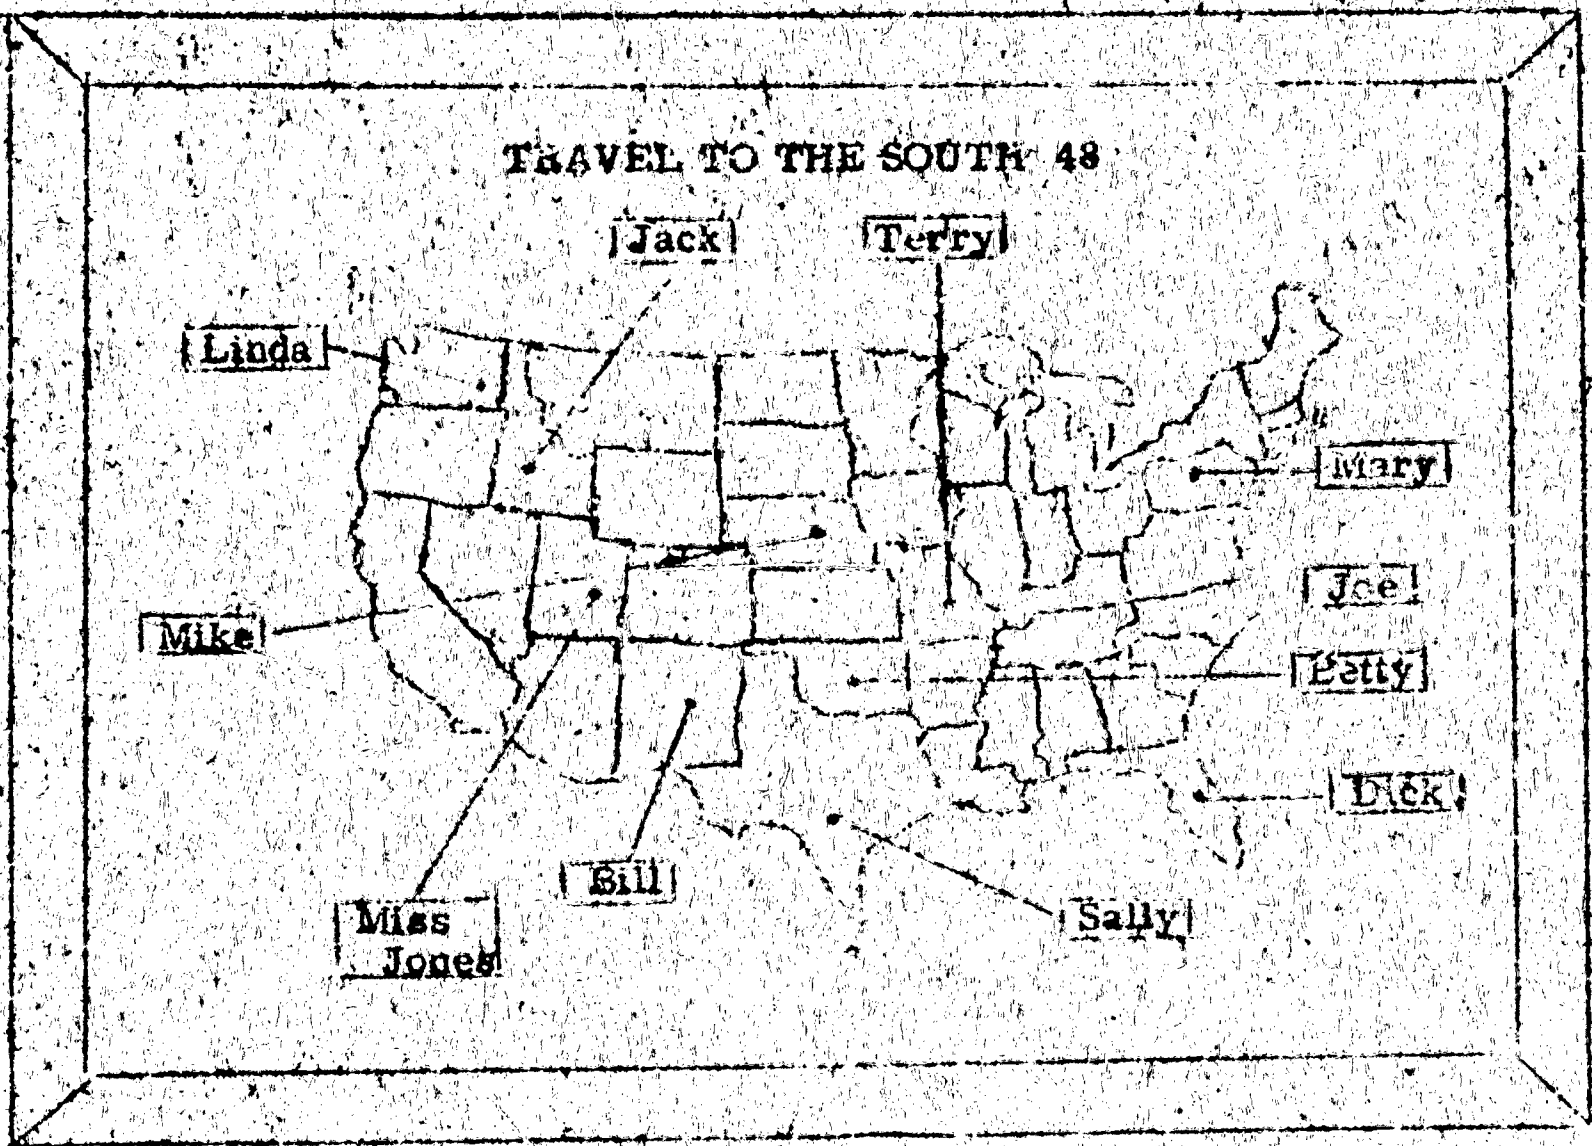 TRAVEL TO THE SOUTH 48
Jack
Terry
Linda
Mary
Joe
Mike
Betty
Dick
Bill
Miss
Jones
Sally